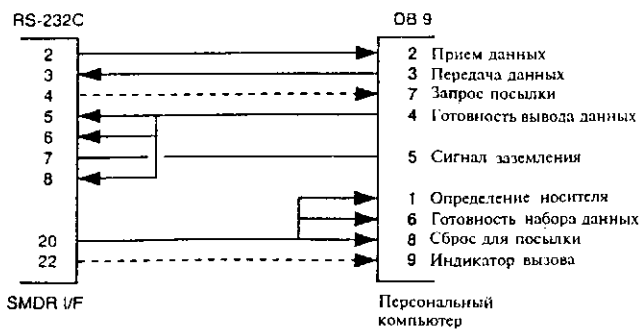 RS-232C OB 9
2 2 Прием данных
3 3 Передача данных
4 7 Запрос посылки
5 4 Готовность вывода данных
6
7 5 Сигнал заземления
8
1 Определение носителя
6 Готовность набора данных
20 8 Сброс для посылки
22 9 Индикатор вызова
SMDR I/F Персональный
компьютер